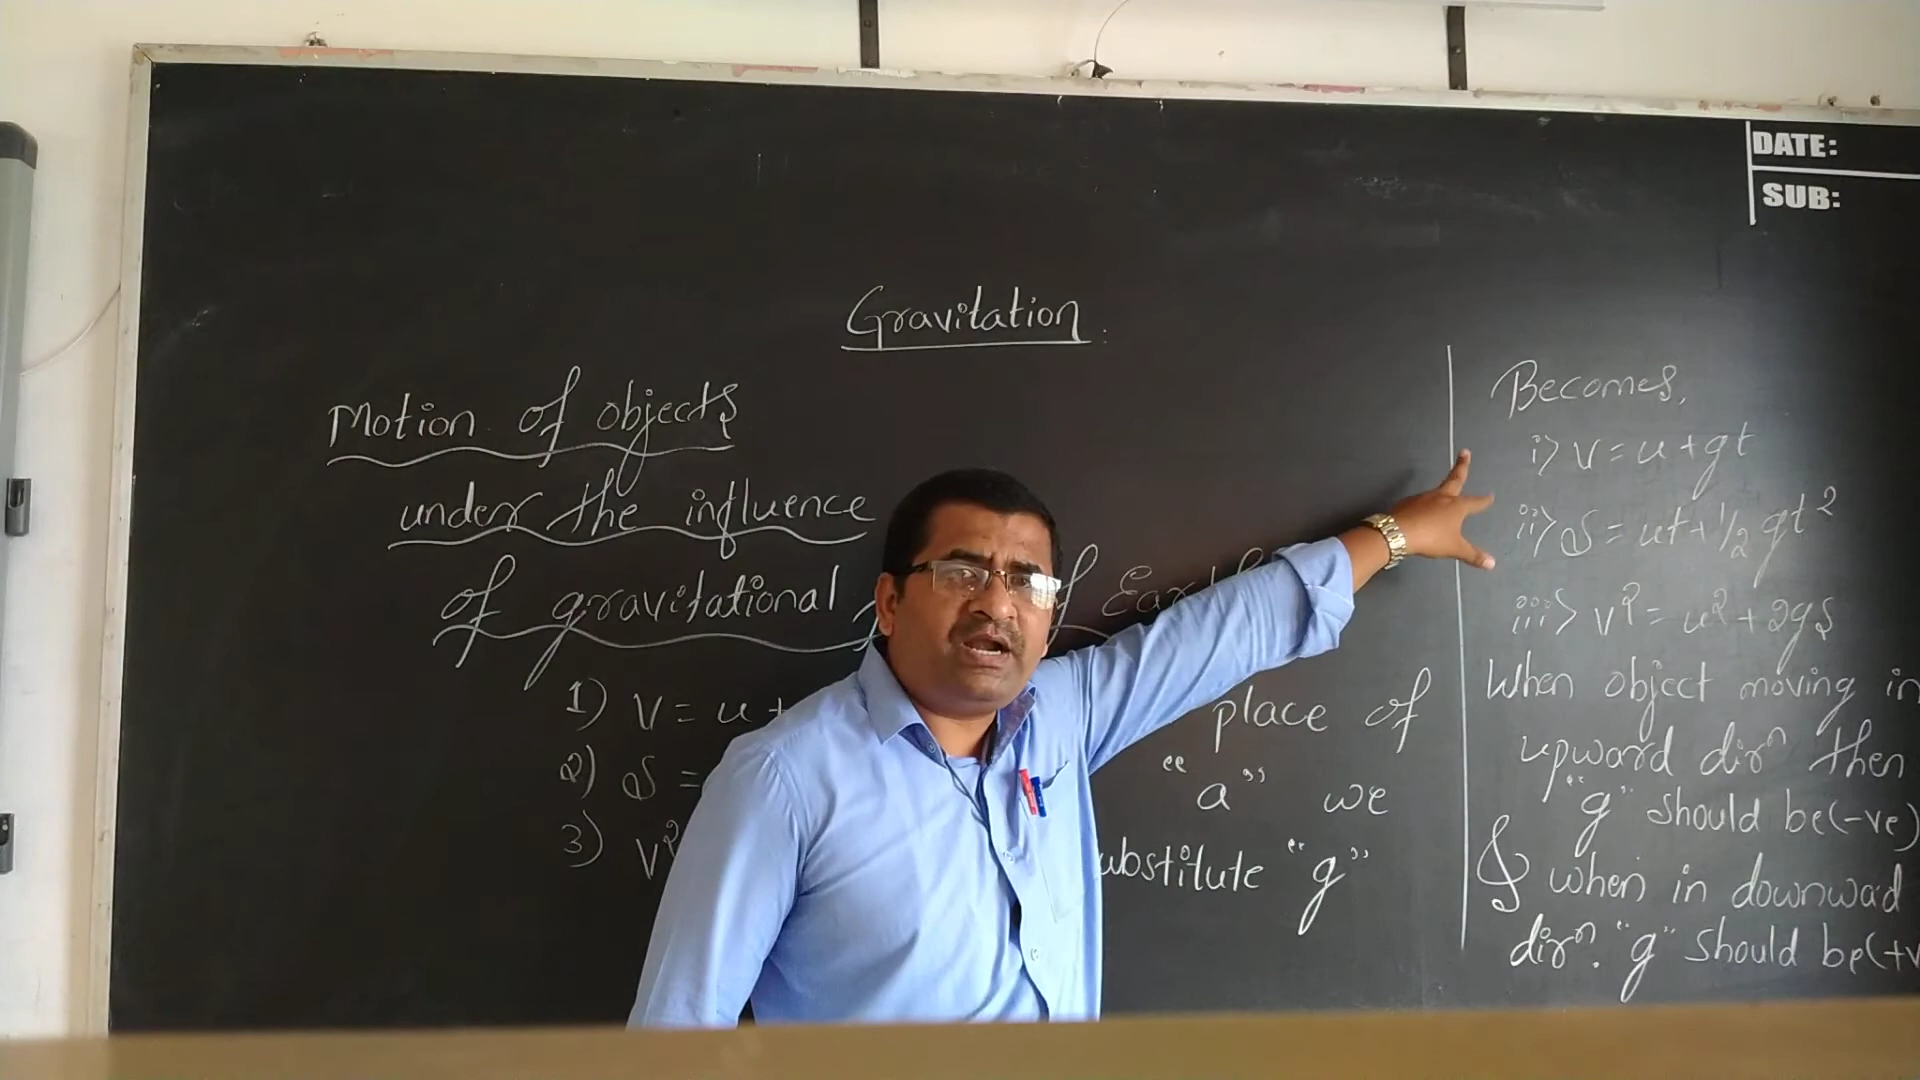 DATE:
SUB:
Gravitation.
Motion of objects
under the influence
of gravitational
1) V = u +
2) S =
3) V²
place of
"a" we
substitute "g"
Becomes,
i> V = u + gt
ii> S = ut + 1/2 gt²
iii> V² = u² + 2gs
When object moving in
upward dirⁿ then
"g" should be (-ve)
& when in downwad
dirⁿ. "g" should be (+v